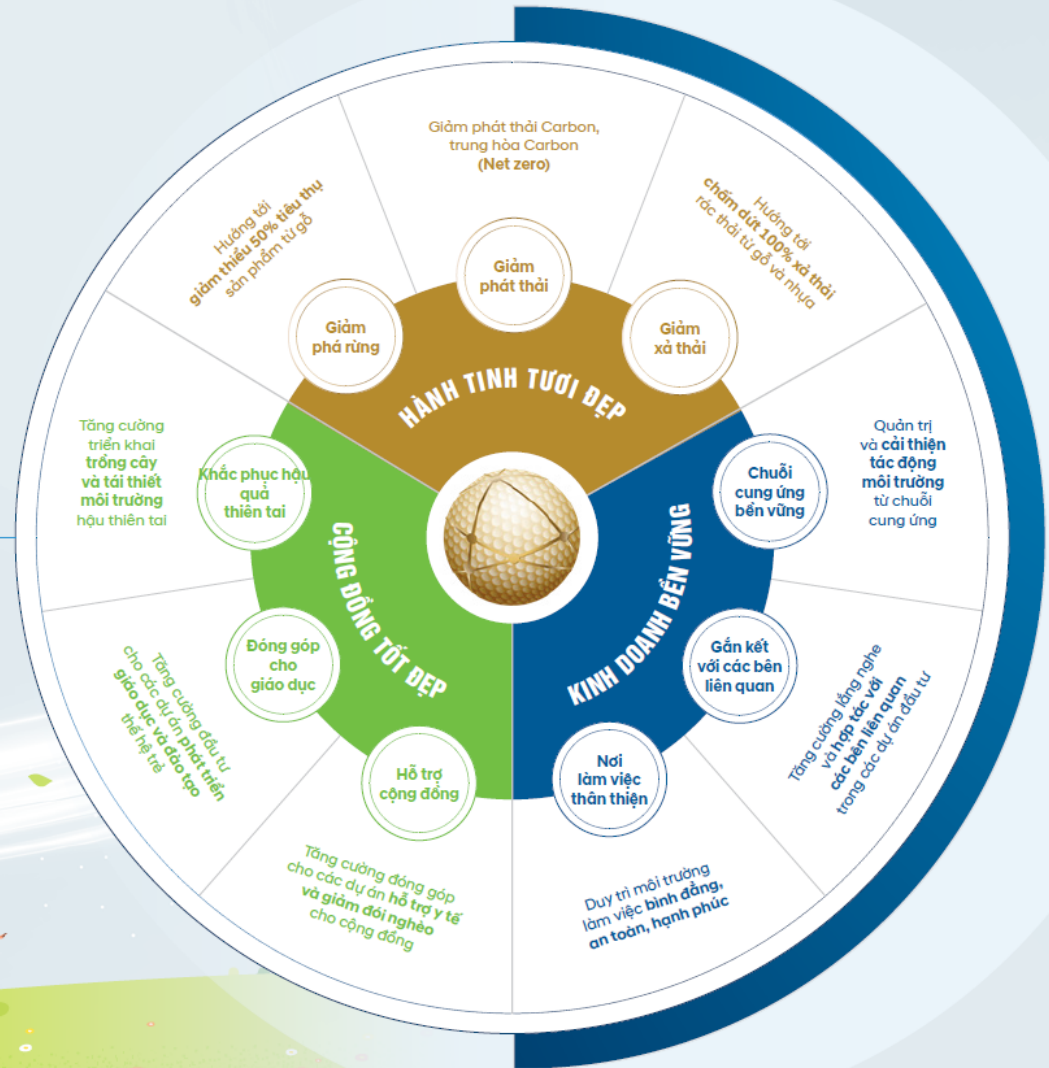 Giảm phát thải Carbon,
trung hòa Carbon
(Net zero)
Hướng tới
giảm thiểu 50% tiêu thụ
sản phẩm từ gỗ
Hướng tới
chấm dứt 100% xả thải
rác thải từ gỗ và nhựa
Giảm
phát thải
Giảm
phá rừng
Giảm
xả thải
HÀNH TINH TƯƠI ĐẸP
Tăng cường
triển khai
trồng cây
và tái thiết
môi trường
hậu thiên tai
Khắc phục hậu
quả
thiên tai
Chuỗi
cung ứng
bền vững
Quản trị
và cải thiện
tác động
môi trường
từ chuỗi
cung ứng
CỘNG ĐỒNG TỐT ĐẸP
KINH DOANH BỀN VỮNG
Đóng góp
cho
giáo dục
Gắn kết
với các bên
liên quan
Tăng cường đầu tư
cho các dự án phát triển
giáo dục và đào tạo
thế hệ trẻ
Tăng cường lắng nghe
và hợp tác với
các bên liên quan
trong các dự án đầu tư
Hỗ trợ
cộng đồng
Nơi
làm việc
thân thiện
Tăng cường đóng góp
cho các dự án hỗ trợ y tế
và giảm đói nghèo
cho cộng đồng
Duy trì môi trường
làm việc bình đẳng,
an toàn, hạnh phúc